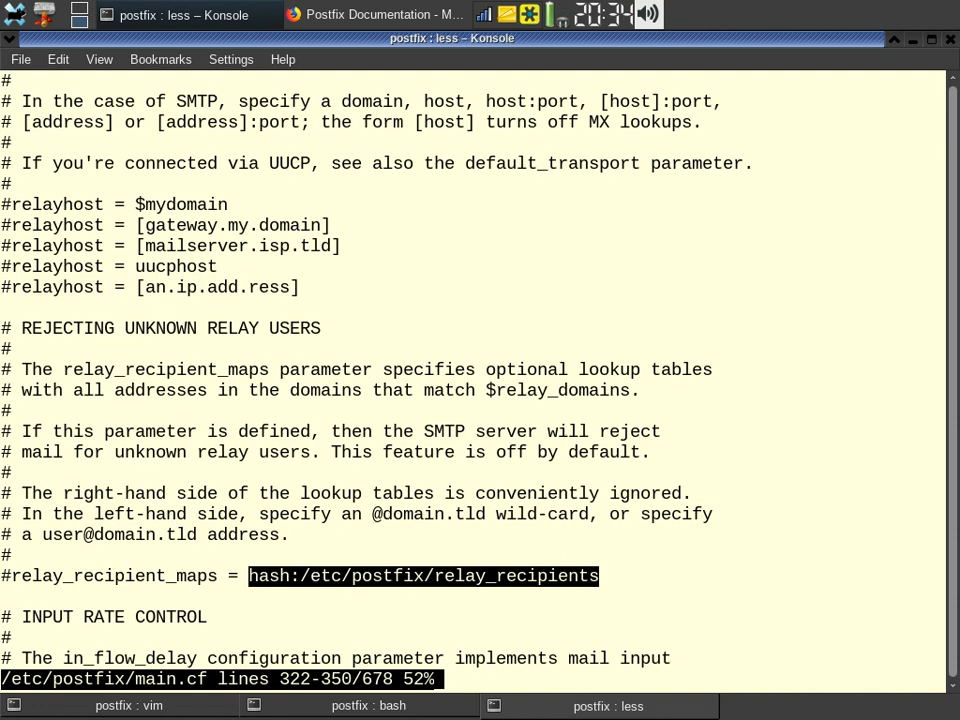 postfix : less – Konsole
Postfix Documentation - M…
20:34
postfix : less – Konsole
File Edit View Bookmarks Settings Help
#
# In the case of SMTP, specify a domain, host, host:port, [host]:port,
# [address] or [address]:port; the form [host] turns off MX lookups.
#
# If you're connected via UUCP, see also the default_transport parameter.
#
#relayhost = $mydomain
#relayhost = [gateway.my.domain]
#relayhost = [mailserver.isp.tld]
#relayhost = uucphost
#relayhost = [an.ip.add.ress]

# REJECTING UNKNOWN RELAY USERS
#
# The relay_recipient_maps parameter specifies optional lookup tables
# with all addresses in the domains that match $relay_domains.
#
# If this parameter is defined, then the SMTP server will reject
# mail for unknown relay users. This feature is off by default.
#
# The right-hand side of the lookup tables is conveniently ignored.
# In the left-hand side, specify an @domain.tld wild-card, or specify
# a user@domain.tld address.
#
#relay_recipient_maps = hash:/etc/postfix/relay_recipients

# INPUT RATE CONTROL
#
# The in_flow_delay configuration parameter implements mail input
/etc/postfix/main.cf lines 322-350/678 52%
postfix : vim
postfix : bash
postfix : less